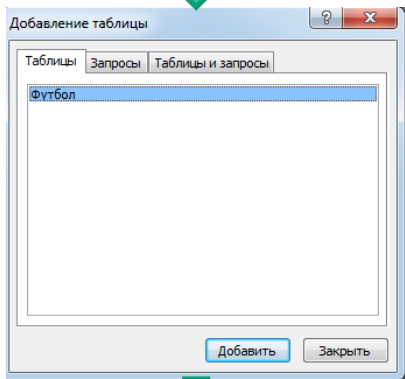 Добавление таблицы
Таблицы Запросы Таблицы и запросы
Футбол
Добавить Закрыть